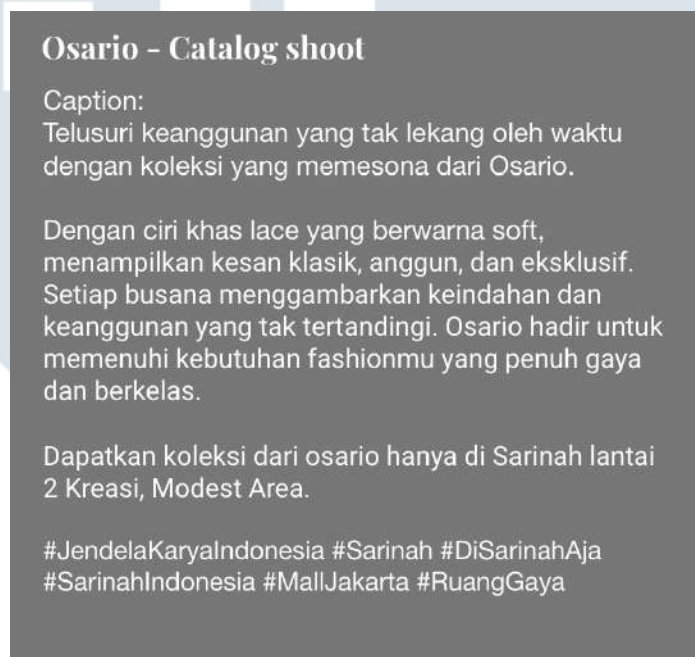 Osario - Catalog shoot
Caption:
Telusuri keanggunan yang tak lekang oleh waktu
dengan koleksi yang memesona dari Osario.
Dengan ciri khas lace yang berwarna soft,
menampilkan kesan klasik, anggun, dan eksklusif.
Setiap busana menggambarkan keindahan dan
keanggunan yang tak tertandingi. Osario hadir untuk
memenuhi kebutuhan fashionmu yang penuh gaya
dan berkelas.
Dapatkan koleksi dari osario hanya di Sarinah lantai
2 Kreasi, Modest Area.
#JendelaKaryaIndonesia #Sarinah #DiSarinahAja
#SarinahIndonesia #MallJakarta #RuangGaya